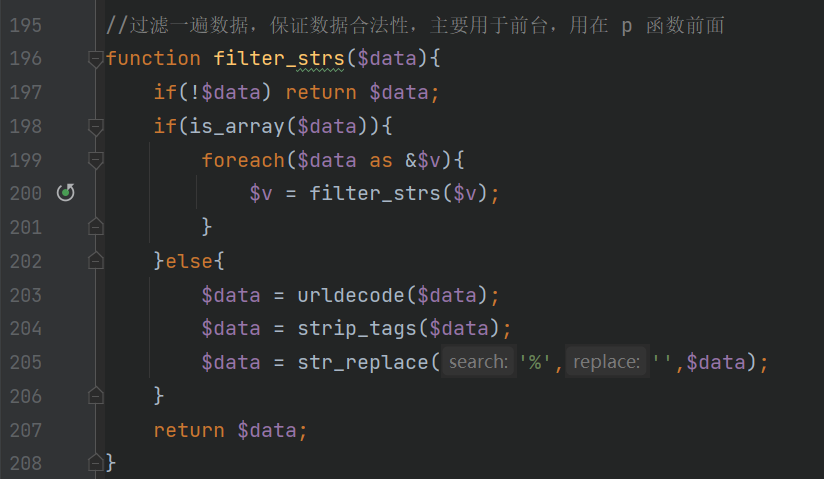 195 //过滤一遍数据，保证数据合法性，主要用于前台，用在 p 函数前面
196 function filter_strs($data){
197 if(!$data) return $data;
198 if(is_array($data)){
199 foreach($data as &$v){
200 $v = filter_strs($v);
201 }
202 }else{
203 $data = urldecode($data);
204 $data = strip_tags($data);
205 $data = str_replace( search: '%', replace: '',$data);
206 }
207 return $data;
208 }